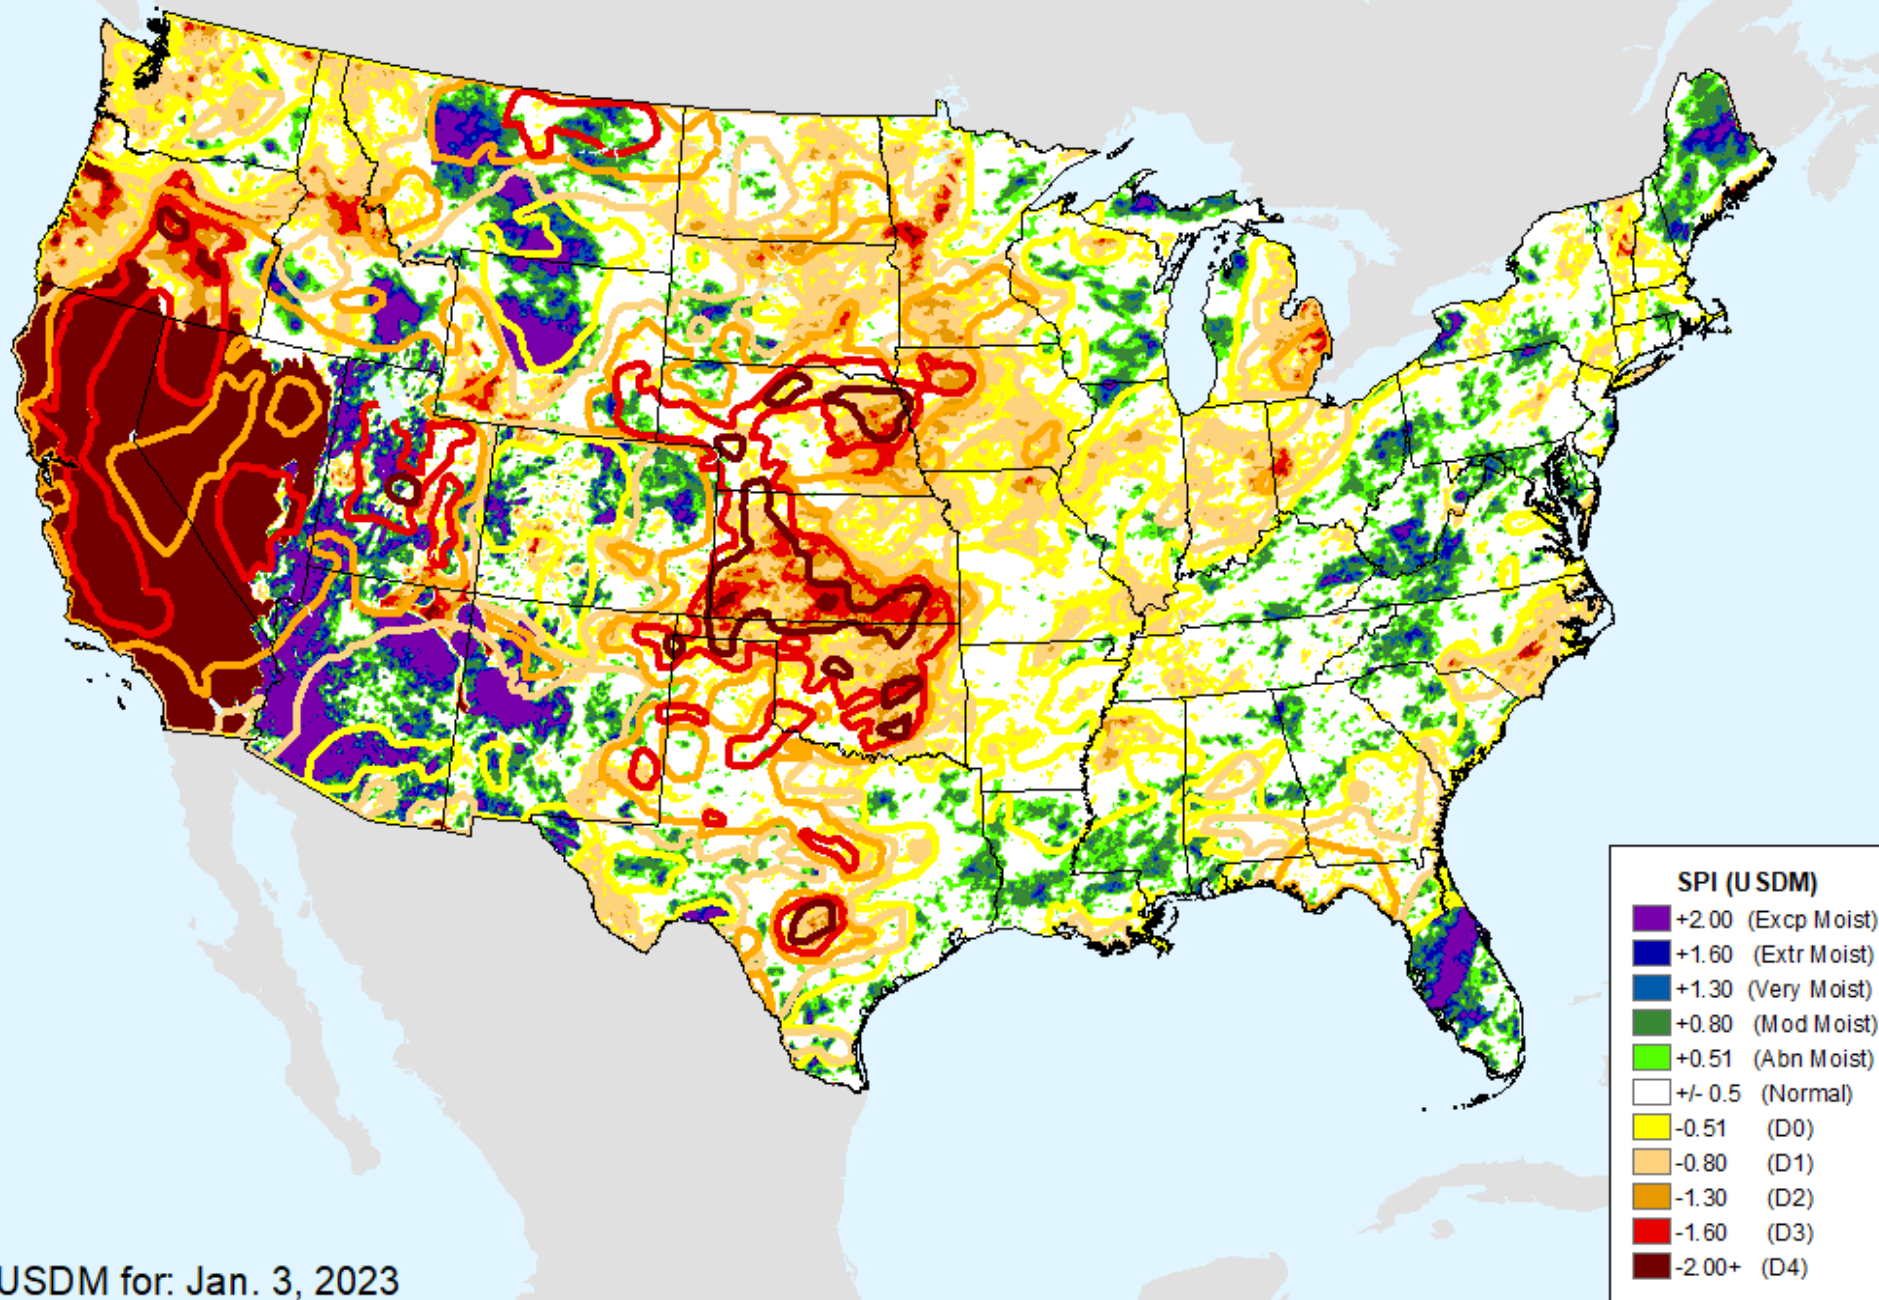 SPI (USDM)
+2.00 (Excp Moist)
+1.60 (Extr Moist)
+1.30 (Very Moist)
+0.80 (Mod Moist)
+0.51 (Abn Moist)
+/- 0.5 (Normal)
-0.51 (D0)
-0.80 (D1)
-1.30 (D2)
-1.60 (D3)
-2.00+ (D4)
USDM for: Jan. 3, 2023